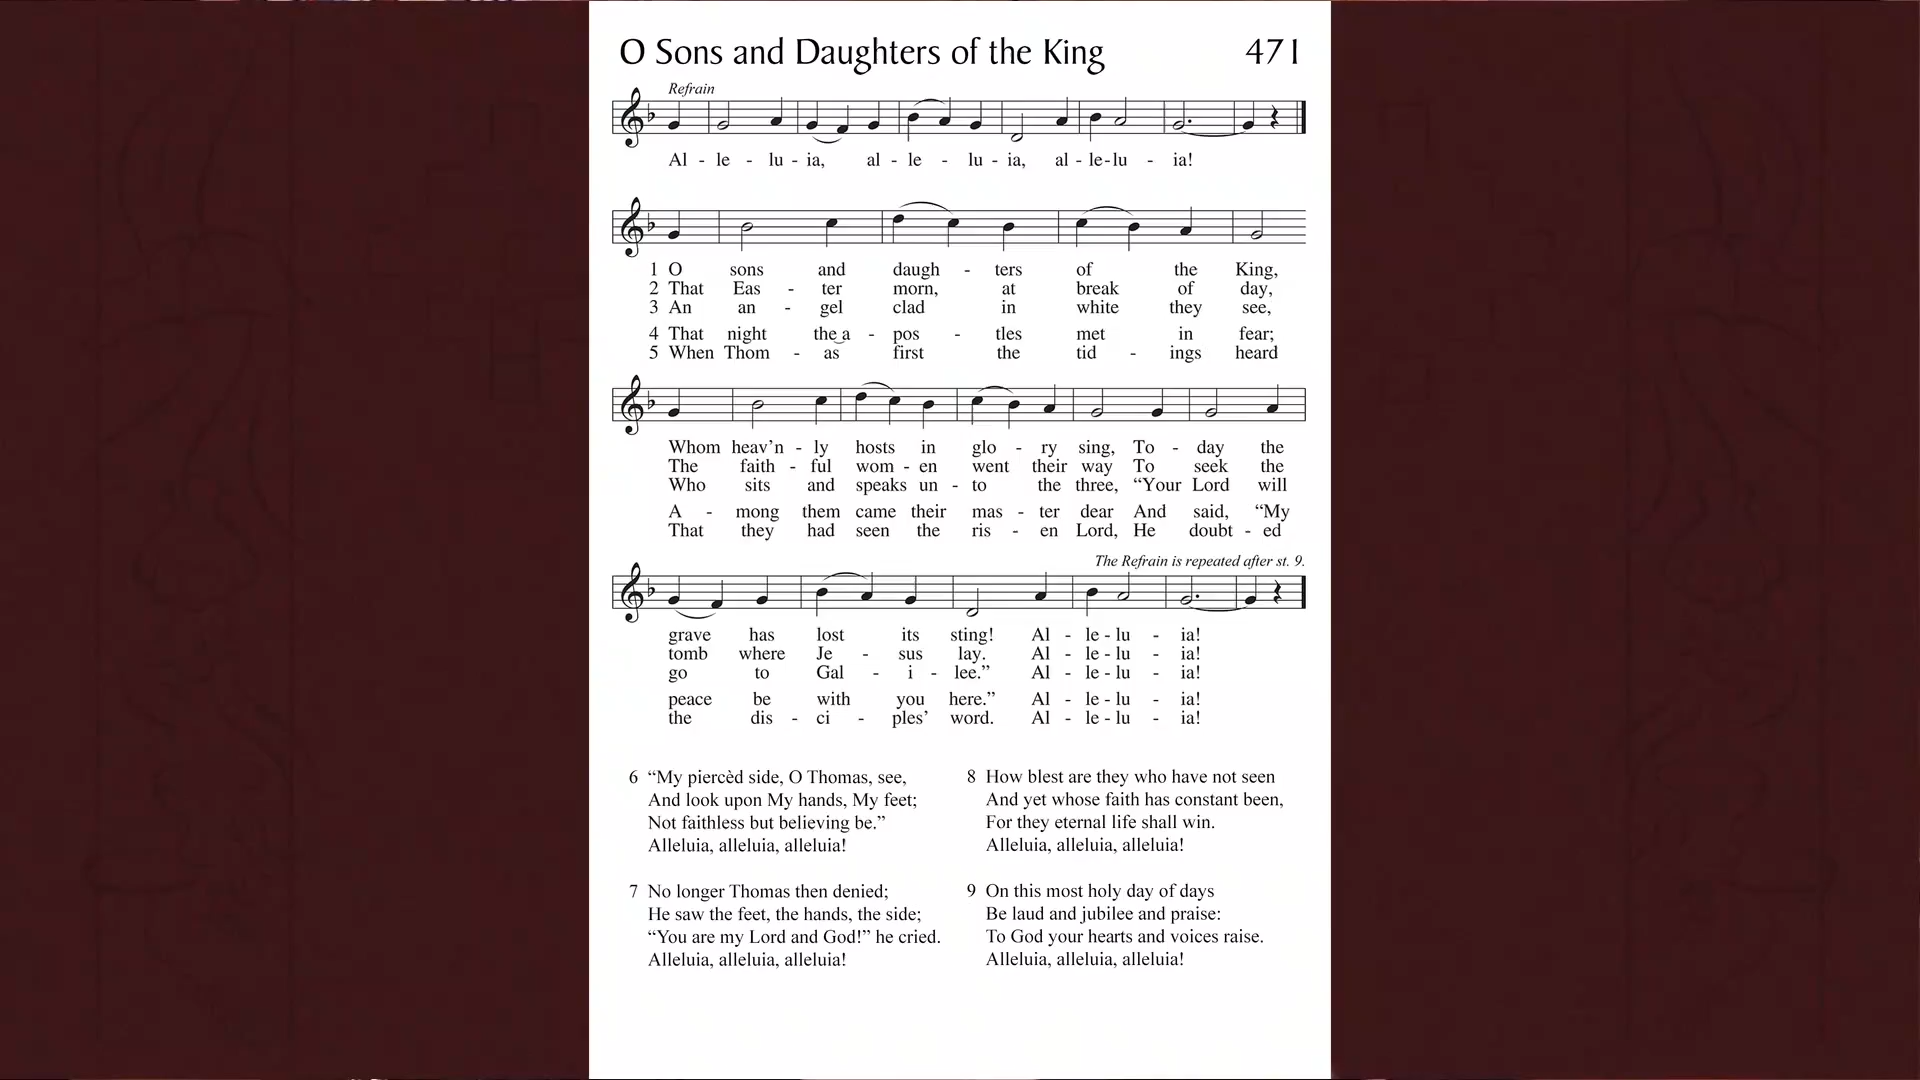 O Sons and Daughters of the King 471
Refrain
Al - le - lu - ia, al - le - lu - ia, al - le - lu - ia!
1 O sons and daugh - ters of the King,
2 That Eas - ter morn, at break of day,
3 An an - gel clad in white they see,
4 That night the a - pos - tles met in fear;
5 When Thom - as first the tid - ings heard
Whom heav’n - ly hosts in glo - ry sing, To - day the
The faith - ful wom - en went their way To seek the
Who sits and speaks un - to the three, “Your Lord will
A - mong them came their mas - ter dear And said, “My
That they had seen the ris - en Lord, He doubt - ed
The Refrain is repeated after st. 9.
grave has lost its sting! Al - le - lu - ia!
tomb where Je - sus lay. Al - le - lu - ia!
go to Gal - i - lee.” Al - le - lu - ia!
peace be with you here.” Al - le - lu - ia!
the dis - ci - ples’ word. Al - le - lu - ia!
6 “My piercèd side, O Thomas, see,
And look upon My hands, My feet;
Not faithless but believing be.”
Alleluia, alleluia, alleluia!
7 No longer Thomas then denied;
He saw the feet, the hands, the side;
“You are my Lord and God!” he cried.
Alleluia, alleluia, alleluia!
8 How blest are they who have not seen
And yet whose faith has constant been,
For they eternal life shall win.
Alleluia, alleluia, alleluia!
9 On this most holy day of days
Be laud and jubilee and praise:
To God your hearts and voices raise.
Alleluia, alleluia, alleluia!